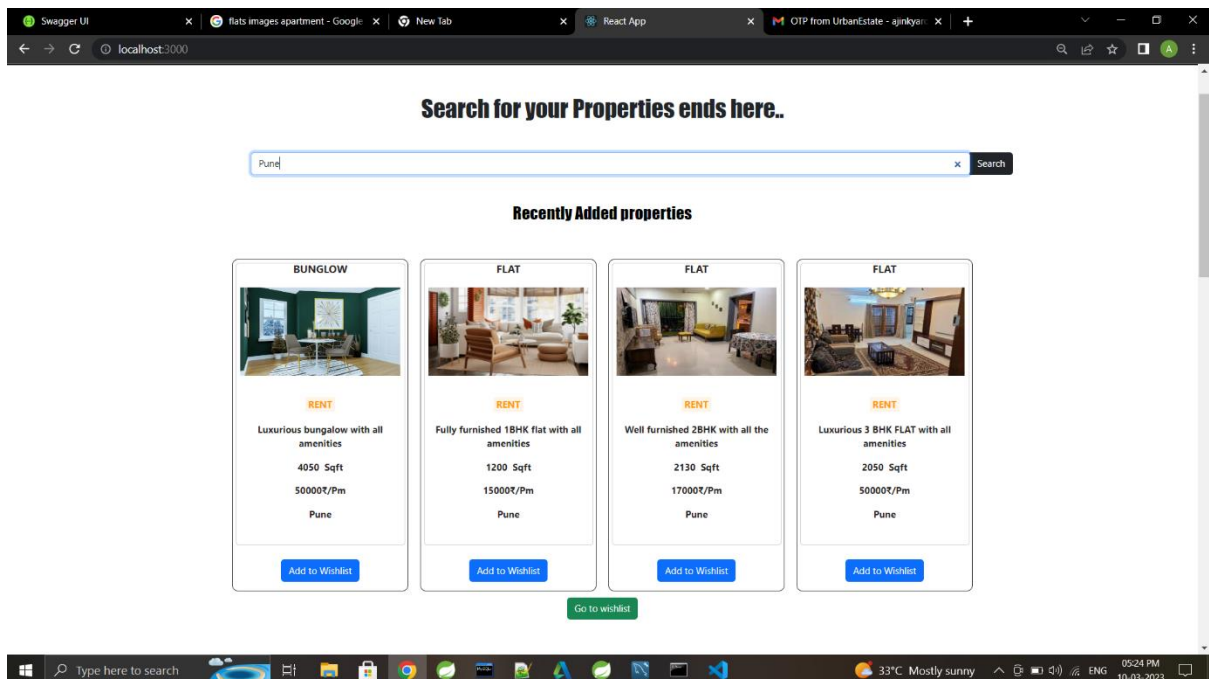 Swagger UI
flats images apartment - Google
New Tab
React App
OTP from UrbanEstate - ajinkyar
localhost:3000
A
Search for your Properties ends here..
Pune
Search
Recently Added properties
BUNGLOW
RENT
Luxurious bungalow with all
amenities
4050 Sqft
50000₹/Pm
Pune
Add to Wishlist
FLAT
RENT
Fully furnished 1BHK flat with all
amenities
1200 Sqft
15000₹/Pm
Pune
Add to Wishlist
FLAT
RENT
Well furnished 2BHK with all the
amenities
2130 Sqft
17000₹/Pm
Pune
Add to Wishlist
FLAT
RENT
Luxurious 3 BHK FLAT with all
amenities
2050 Sqft
50000₹/Pm
Pune
Add to Wishlist
Go to wishlist
Type here to search
33°C Mostly sunny
ENG
05:24 PM
10-03-2023